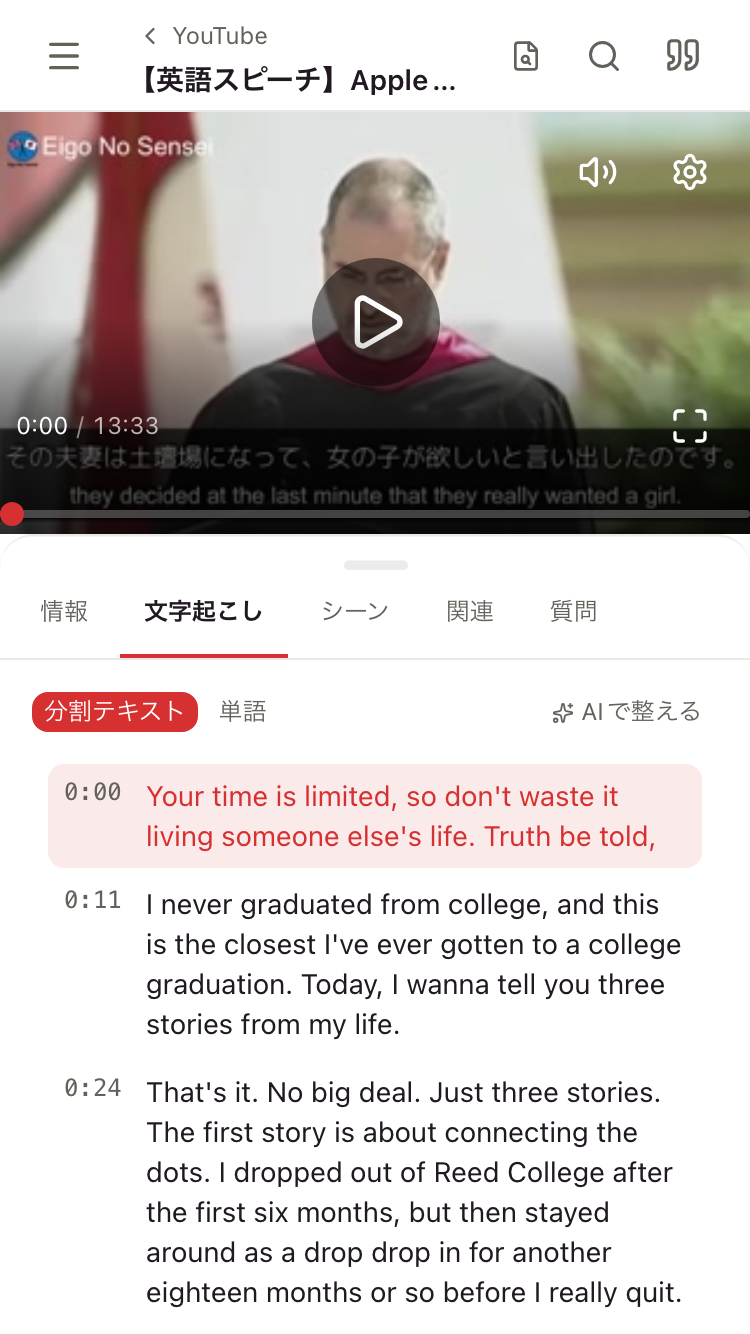 YouTube
【英語スピーチ】Apple...
Eigo No Sensei
0:00 / 13:33
その夫妻は土壇場になって、女の子が欲しいと言い出したのです。
they decided at the last minute that they really wanted a girl.
情報 文字起こし シーン 関連 質問
分割テキスト 単語 AIで整える
0:00 Your time is limited, so don't waste it
living someone else's life. Truth be told,
0:11 I never graduated from college, and this
is the closest I've ever gotten to a college
graduation. Today, I wanna tell you three
stories from my life.
0:24 That's it. No big deal. Just three stories.
The first story is about connecting the
dots. I dropped out of Reed College after
the first six months, but then stayed
around as a drop drop in for another
eighteen months or so before I really quit.